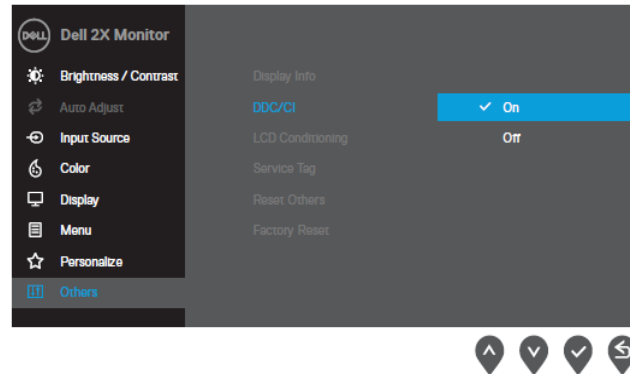 DELL Dell 2X Monitor
Brightness / Contrast
Auto Adjust
Input Source
Color
Display
Menu
Personalize
Others
Display Info
DDC/CI
LCD Conditioning
Service Tag
Reset Others
Factory Reset
On
Off